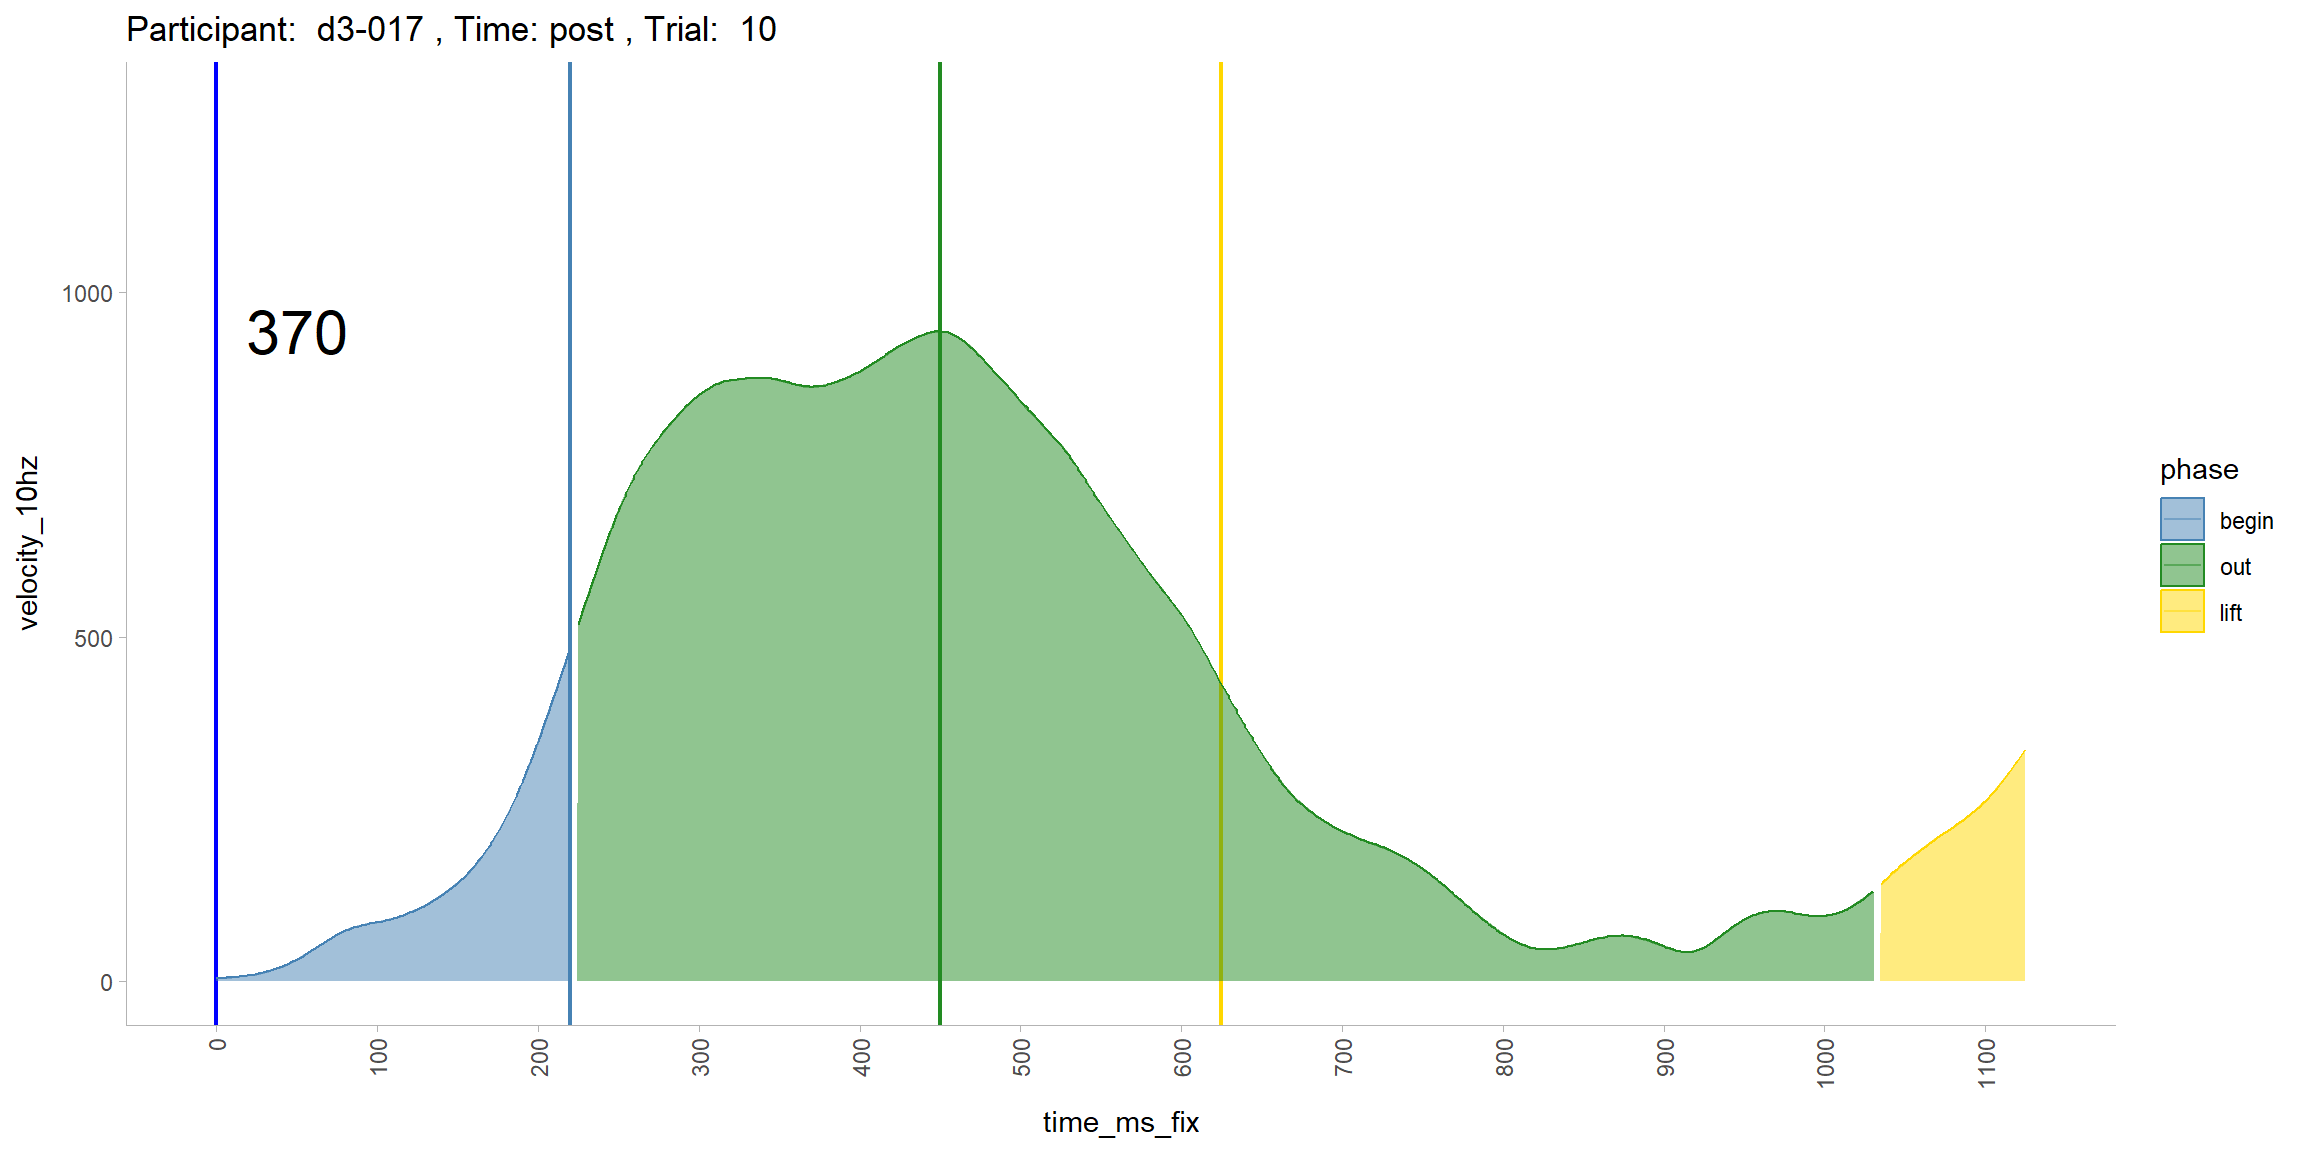 Participant:  d3-017 , Time: post , Trial:  10
1000
370
velocity_10hz
500
0
phase
begin
out
lift
0 100 200 300 400 500 600 700 800 900 1000 1100
time_ms_fix